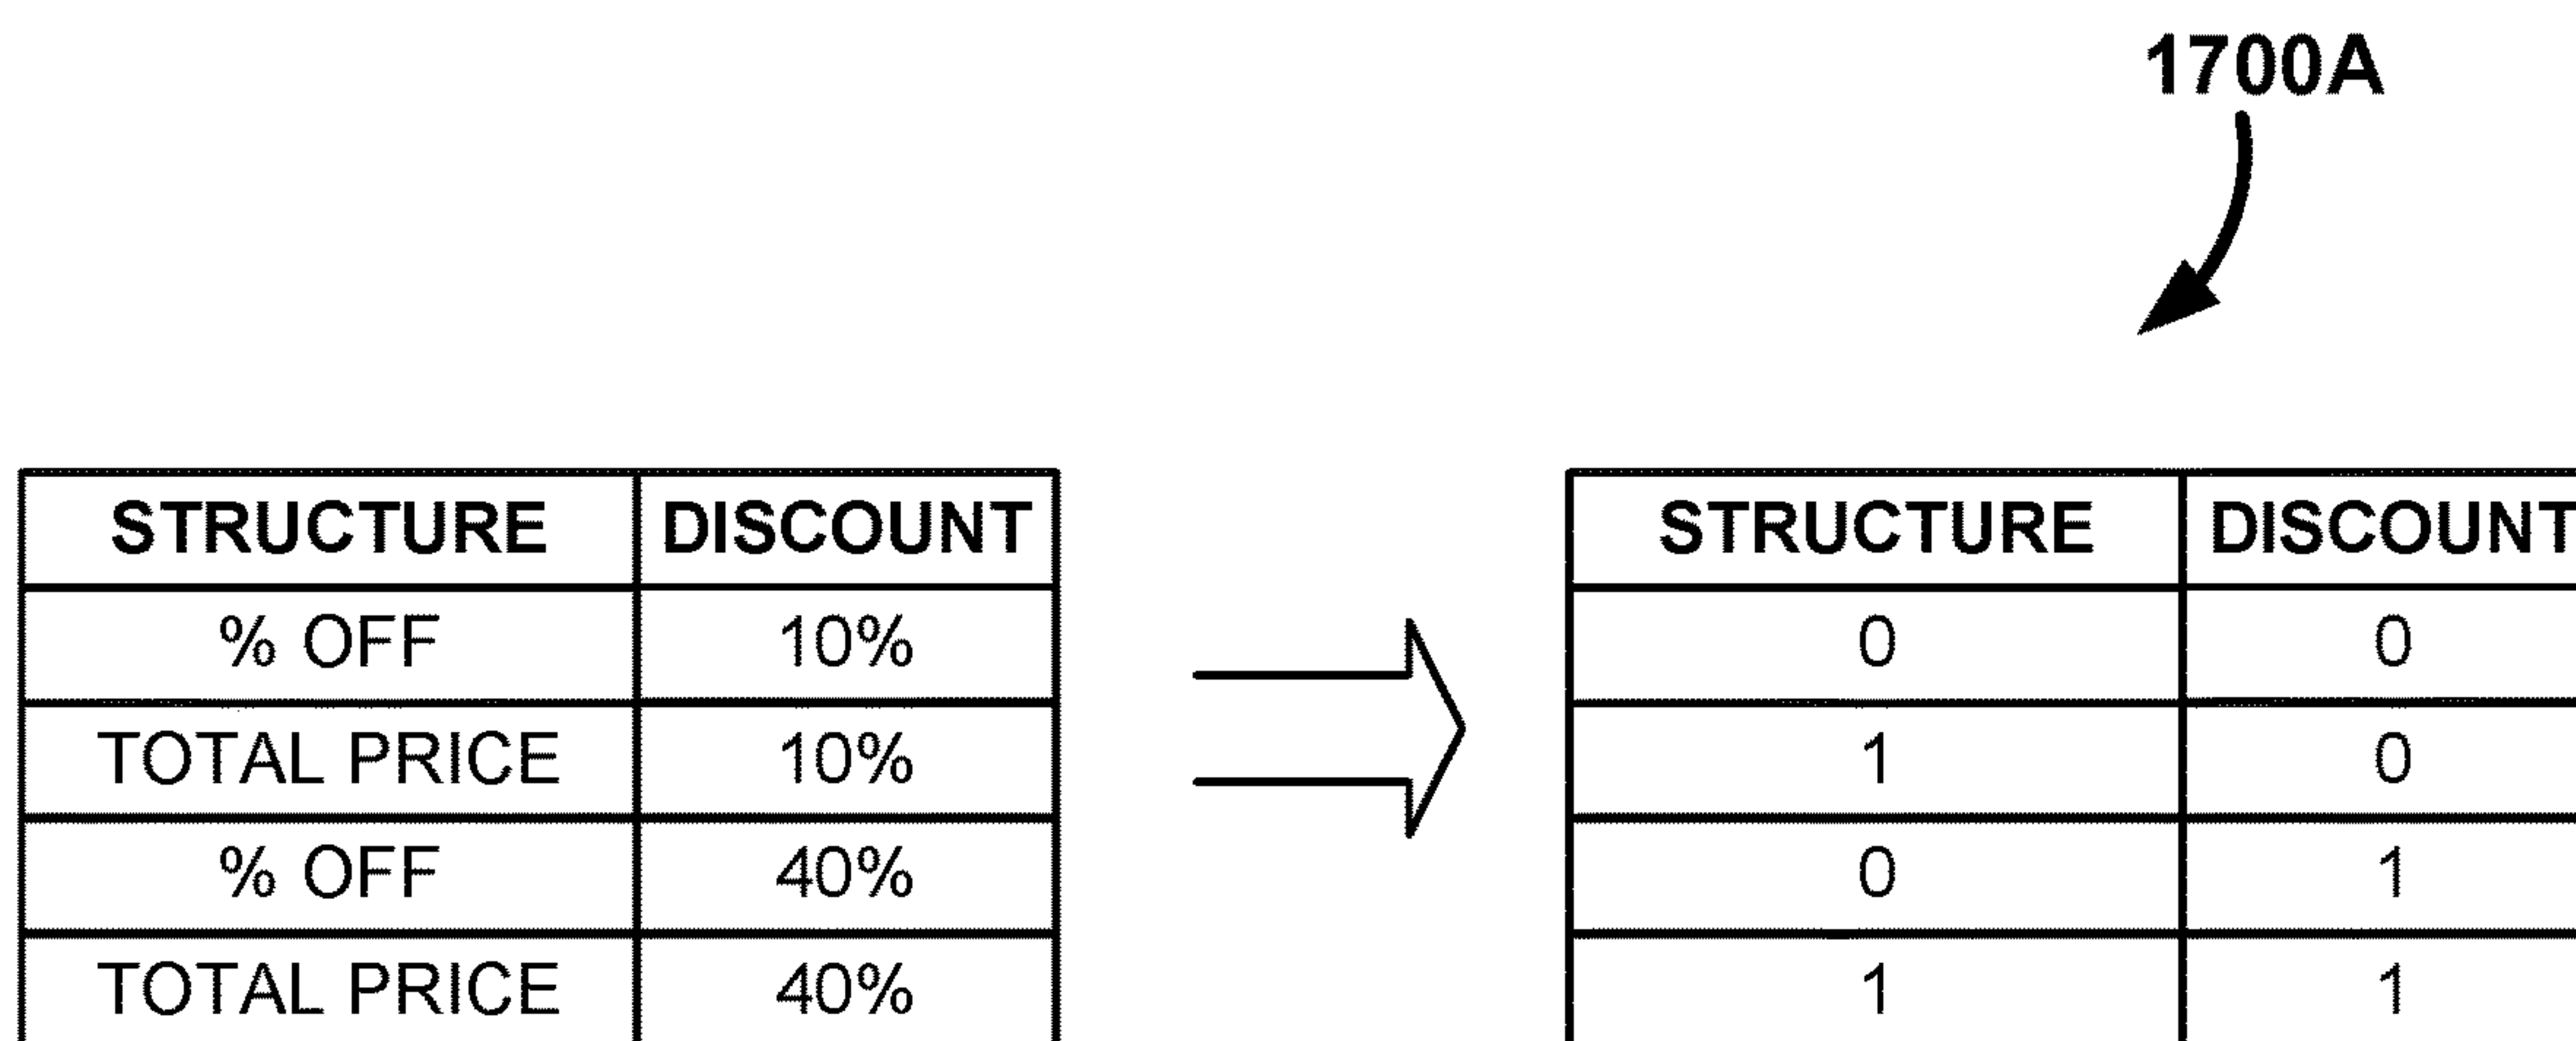 1700A
STRUCTURE DISCOUNT STRUCTURE DISCOUNT
% OFF 10% 0 0
TOTAL PRICE 10% 1 0
% OFF 40% 0 1
TOTAL PRICE 40% 1 1